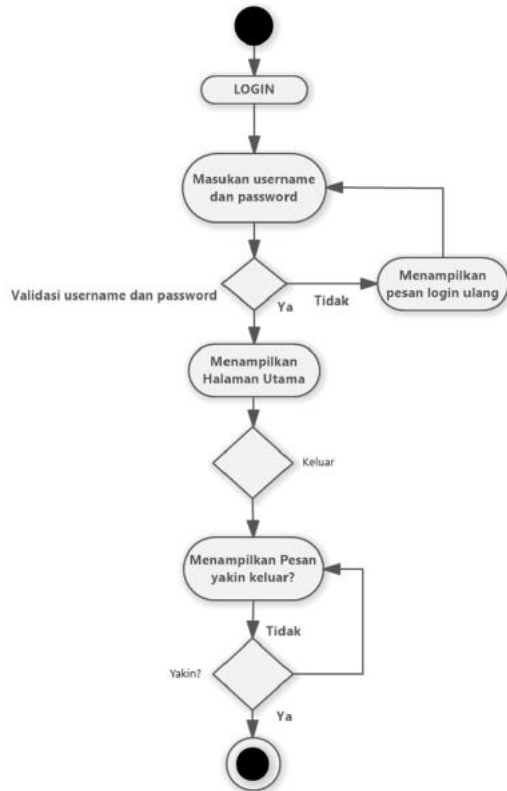 LOGIN
Masukan username
dan password
Validasi username dan password
Ya
Tidak
Menampilkan
pesan login ulang
Menampilkan
Halaman Utama
Keluar
Menampilkan Pesan
yakin keluar?
Tidak
Yakin?
Ya